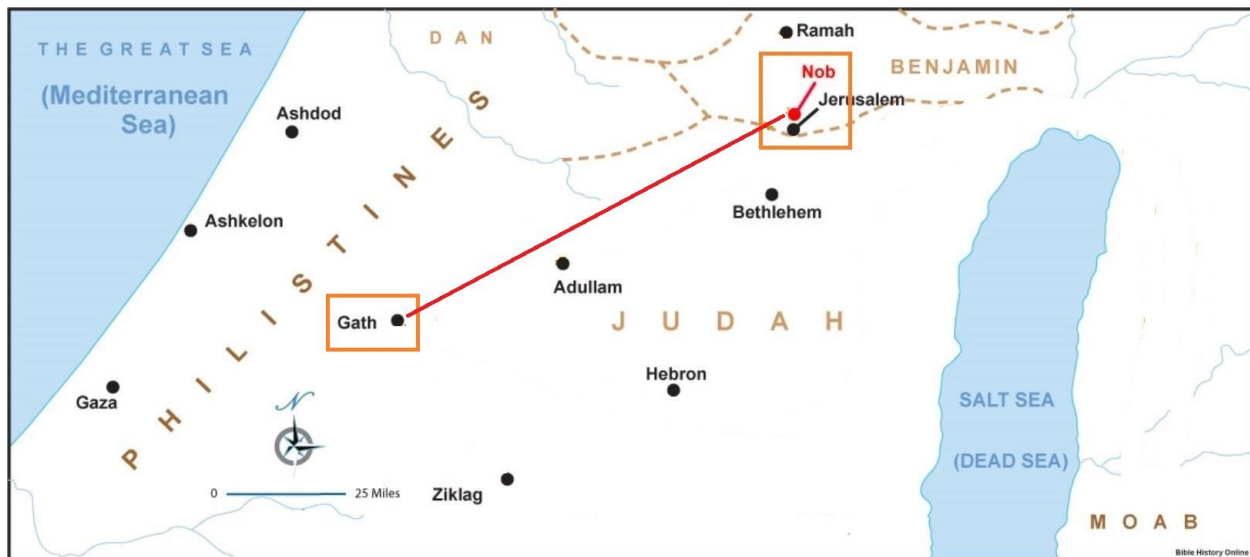 THE GREAT SEA
(Mediterranean
Sea)
DAN
Ramah
BENJAMIN
Nob
Jerusalem
Ashdod
PHILISTINES
Bethlehem
Ashkelon
Adullam
Gath
JUDAH
Hebron
Gaza
N
SALT SEA
(DEAD SEA)
0 25 Miles
Ziklag
MOAB
Bible History Online